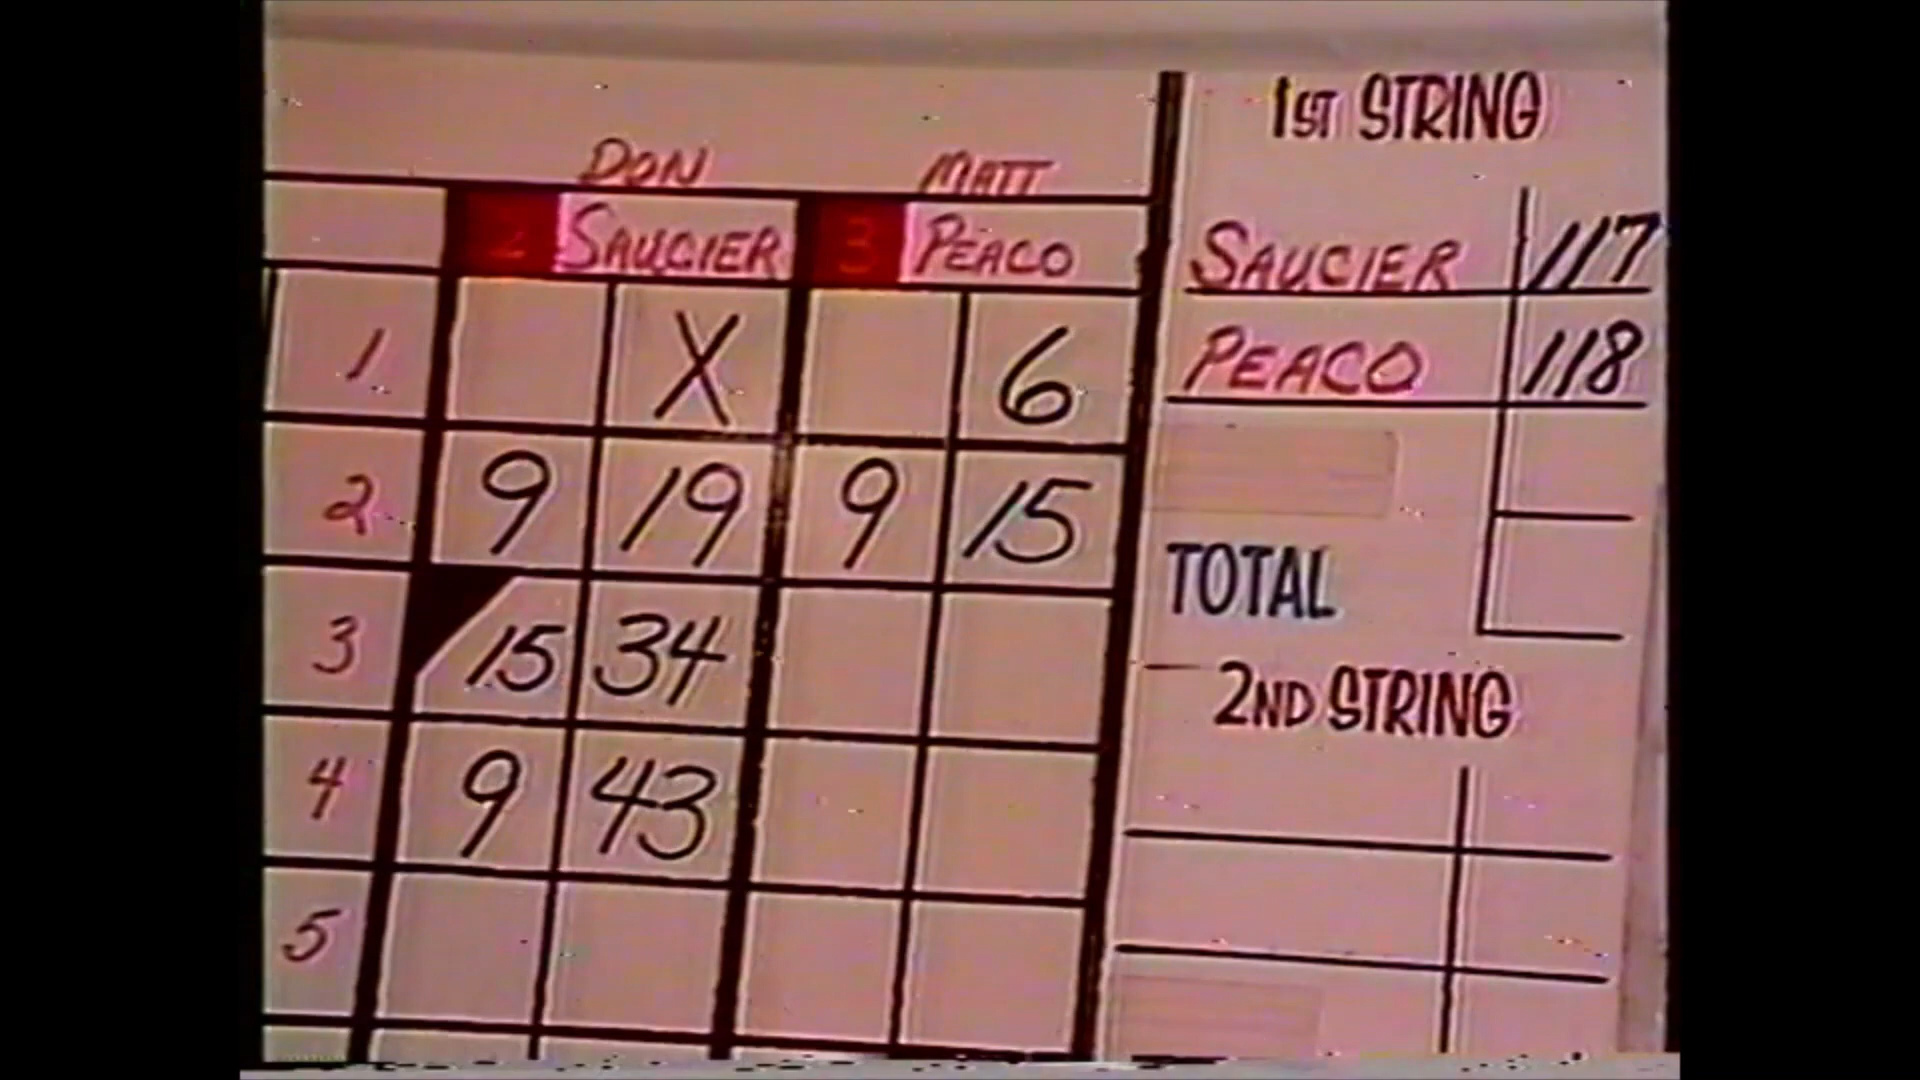 DON MATT
2 SAUCIER 3 PEACO
1 X 6
2 9 19 9 15
3 15 34
4 9 43
5
1ST STRING
SAUCIER 117
PEACO 118
TOTAL
2ND STRING